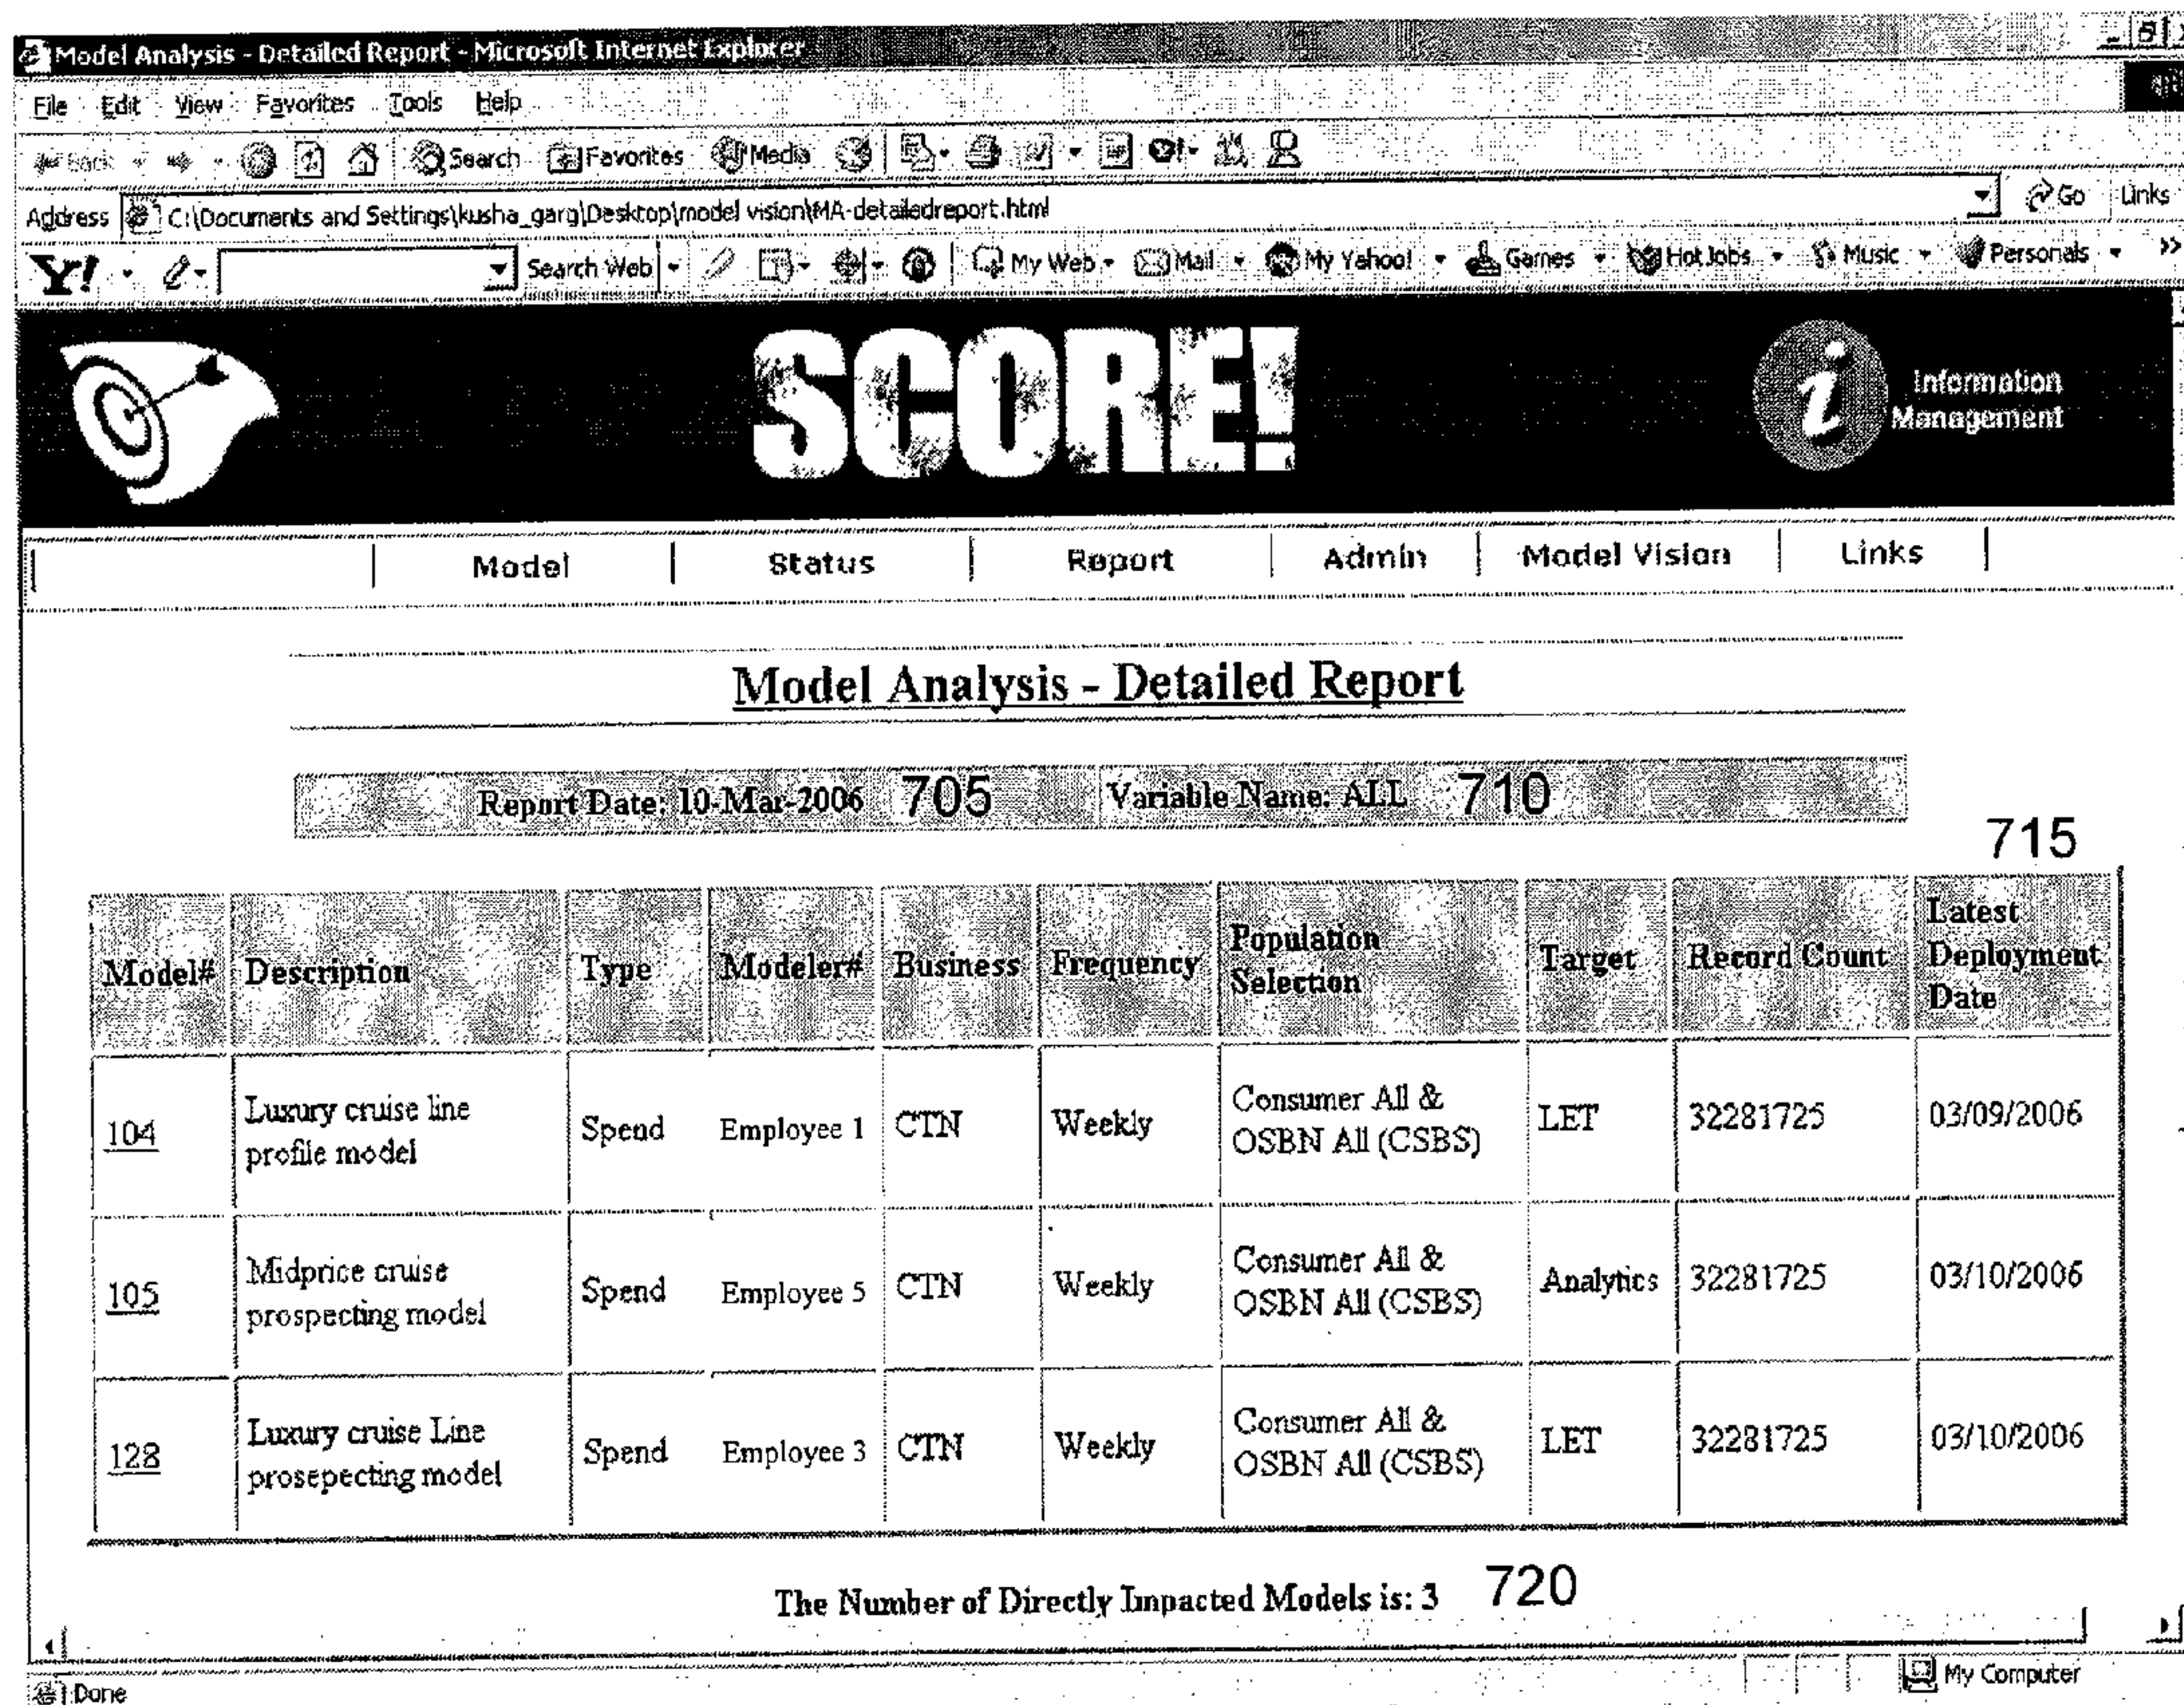 Model Analysis - Detailed Report - Microsoft Internet Explorer
File Edit View Favorites Tools Help
Back Search Favorites Media
Address C:\Documents and Settings\kusha_garg\Desktop\model vision\MA-detailedreport.html Go Links
Y! Search Web My Web Mail My Yahoo! Games HotJobs Music Personals »
SCORE!
i Information
Management
Model Status Report Admin Model Vision Links
Model Analysis - Detailed Report
Report Date: 10-Mar-2006 705 Variable Name: ALL 710
715
Model# Description Type Modeler# Business Frequency Population Selection Target Record Count Latest Deployment Date
104 Luxury cruise line profile model Spend Employee 1 CTN Weekly Consumer All & OSBN All (CSBS) LET 32281725 03/09/2006
105 Midprice cruise prospecting model Spend Employee 5 CTN Weekly Consumer All & OSBN All (CSBS) Analytics 32281725 03/10/2006
128 Luxury cruise Line prosepecting model Spend Employee 3 CTN Weekly Consumer All & OSBN All (CSBS) LET 32281725 03/10/2006
The Number of Directly Impacted Models is: 3 720
Done My Computer